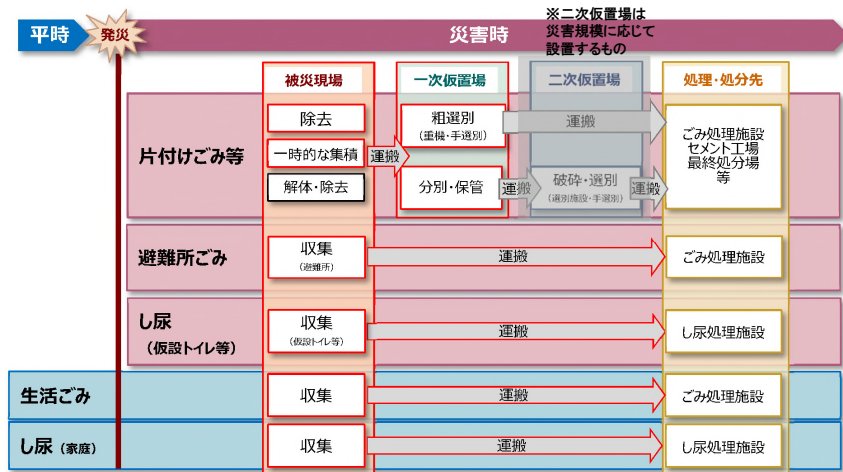 ※二次仮置場は
災害規模に応じて
設置するもの
平時
発災
災害時
被災現場
一次仮置場
二次仮置場
処理・処分先
片付けごみ等
除去
一時的な集積
解体・除去
運搬
粗選別
(重機・手選別)
分別・保管
運搬
運搬
破砕・選別
(選別施設・手選別)
運搬
ごみ処理施設
セメント工場
最終処分場
等
避難所ごみ
収集
(避難所)
運搬
ごみ処理施設
し尿
(仮設トイレ等)
収集
(仮設トイレ等)
運搬
し尿処理施設
生活ごみ
収集
運搬
ごみ処理施設
し尿 (家庭)
収集
運搬
し尿処理施設